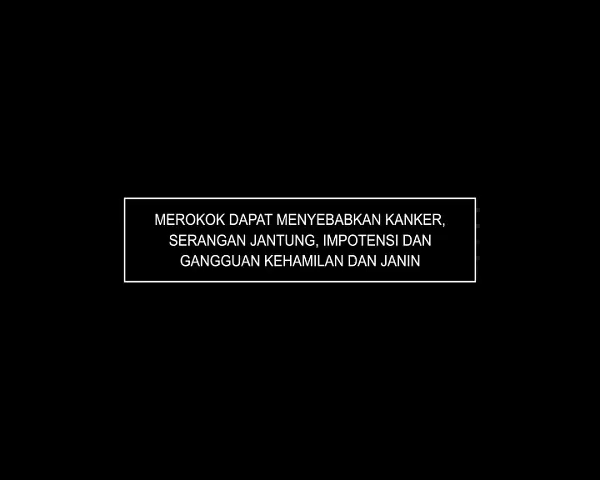 MEROKOK DAPAT MENYEBABKAN KANKER,
SERANGAN JANTUNG, IMPOTENSI DAN
GANGGUAN KEHAMILAN DAN JANIN